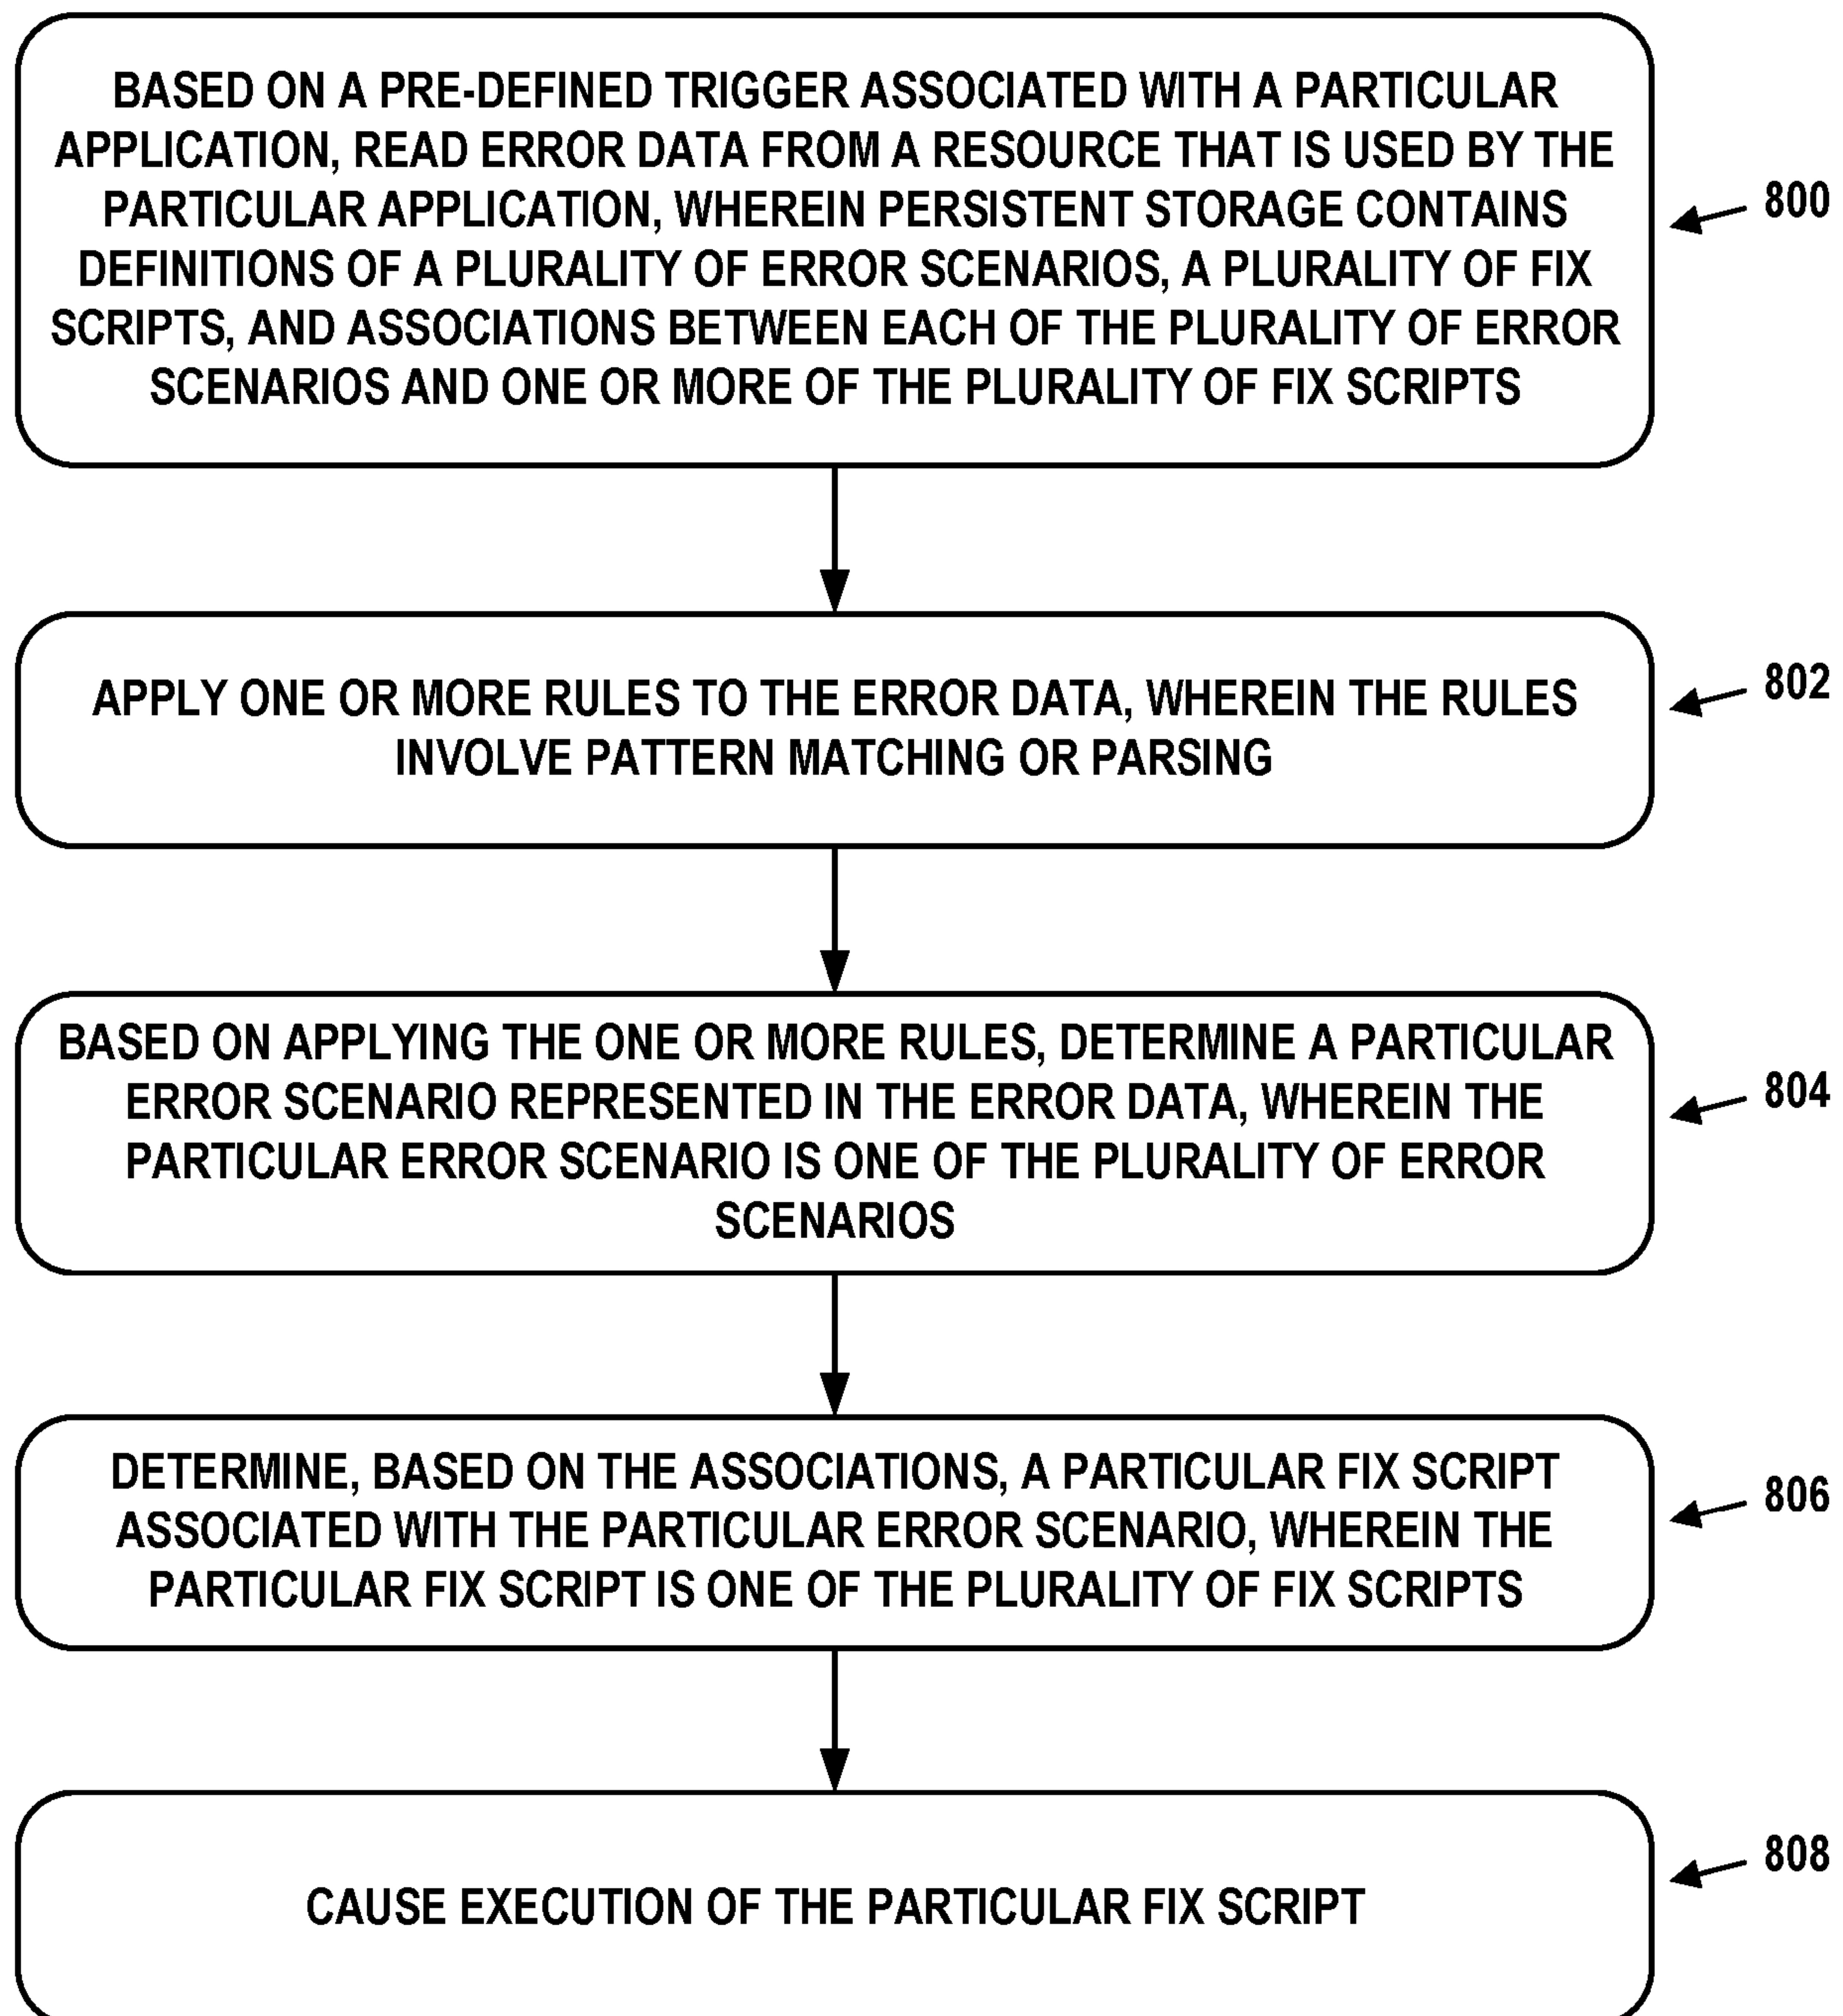 BASED ON A PRE-DEFINED TRIGGER ASSOCIATED WITH A PARTICULAR
APPLICATION, READ ERROR DATA FROM A RESOURCE THAT IS USED BY THE
PARTICULAR APPLICATION, WHEREIN PERSISTENT STORAGE CONTAINS
DEFINITIONS OF A PLURALITY OF ERROR SCENARIOS, A PLURALITY OF FIX
SCRIPTS, AND ASSOCIATIONS BETWEEN EACH OF THE PLURALITY OF ERROR
SCENARIOS AND ONE OR MORE OF THE PLURALITY OF FIX SCRIPTS
800
APPLY ONE OR MORE RULES TO THE ERROR DATA, WHEREIN THE RULES
INVOLVE PATTERN MATCHING OR PARSING
802
BASED ON APPLYING THE ONE OR MORE RULES, DETERMINE A PARTICULAR
ERROR SCENARIO REPRESENTED IN THE ERROR DATA, WHEREIN THE
PARTICULAR ERROR SCENARIO IS ONE OF THE PLURALITY OF ERROR
SCENARIOS
804
DETERMINE, BASED ON THE ASSOCIATIONS, A PARTICULAR FIX SCRIPT
ASSOCIATED WITH THE PARTICULAR ERROR SCENARIO, WHEREIN THE
PARTICULAR FIX SCRIPT IS ONE OF THE PLURALITY OF FIX SCRIPTS
806
CAUSE EXECUTION OF THE PARTICULAR FIX SCRIPT
808